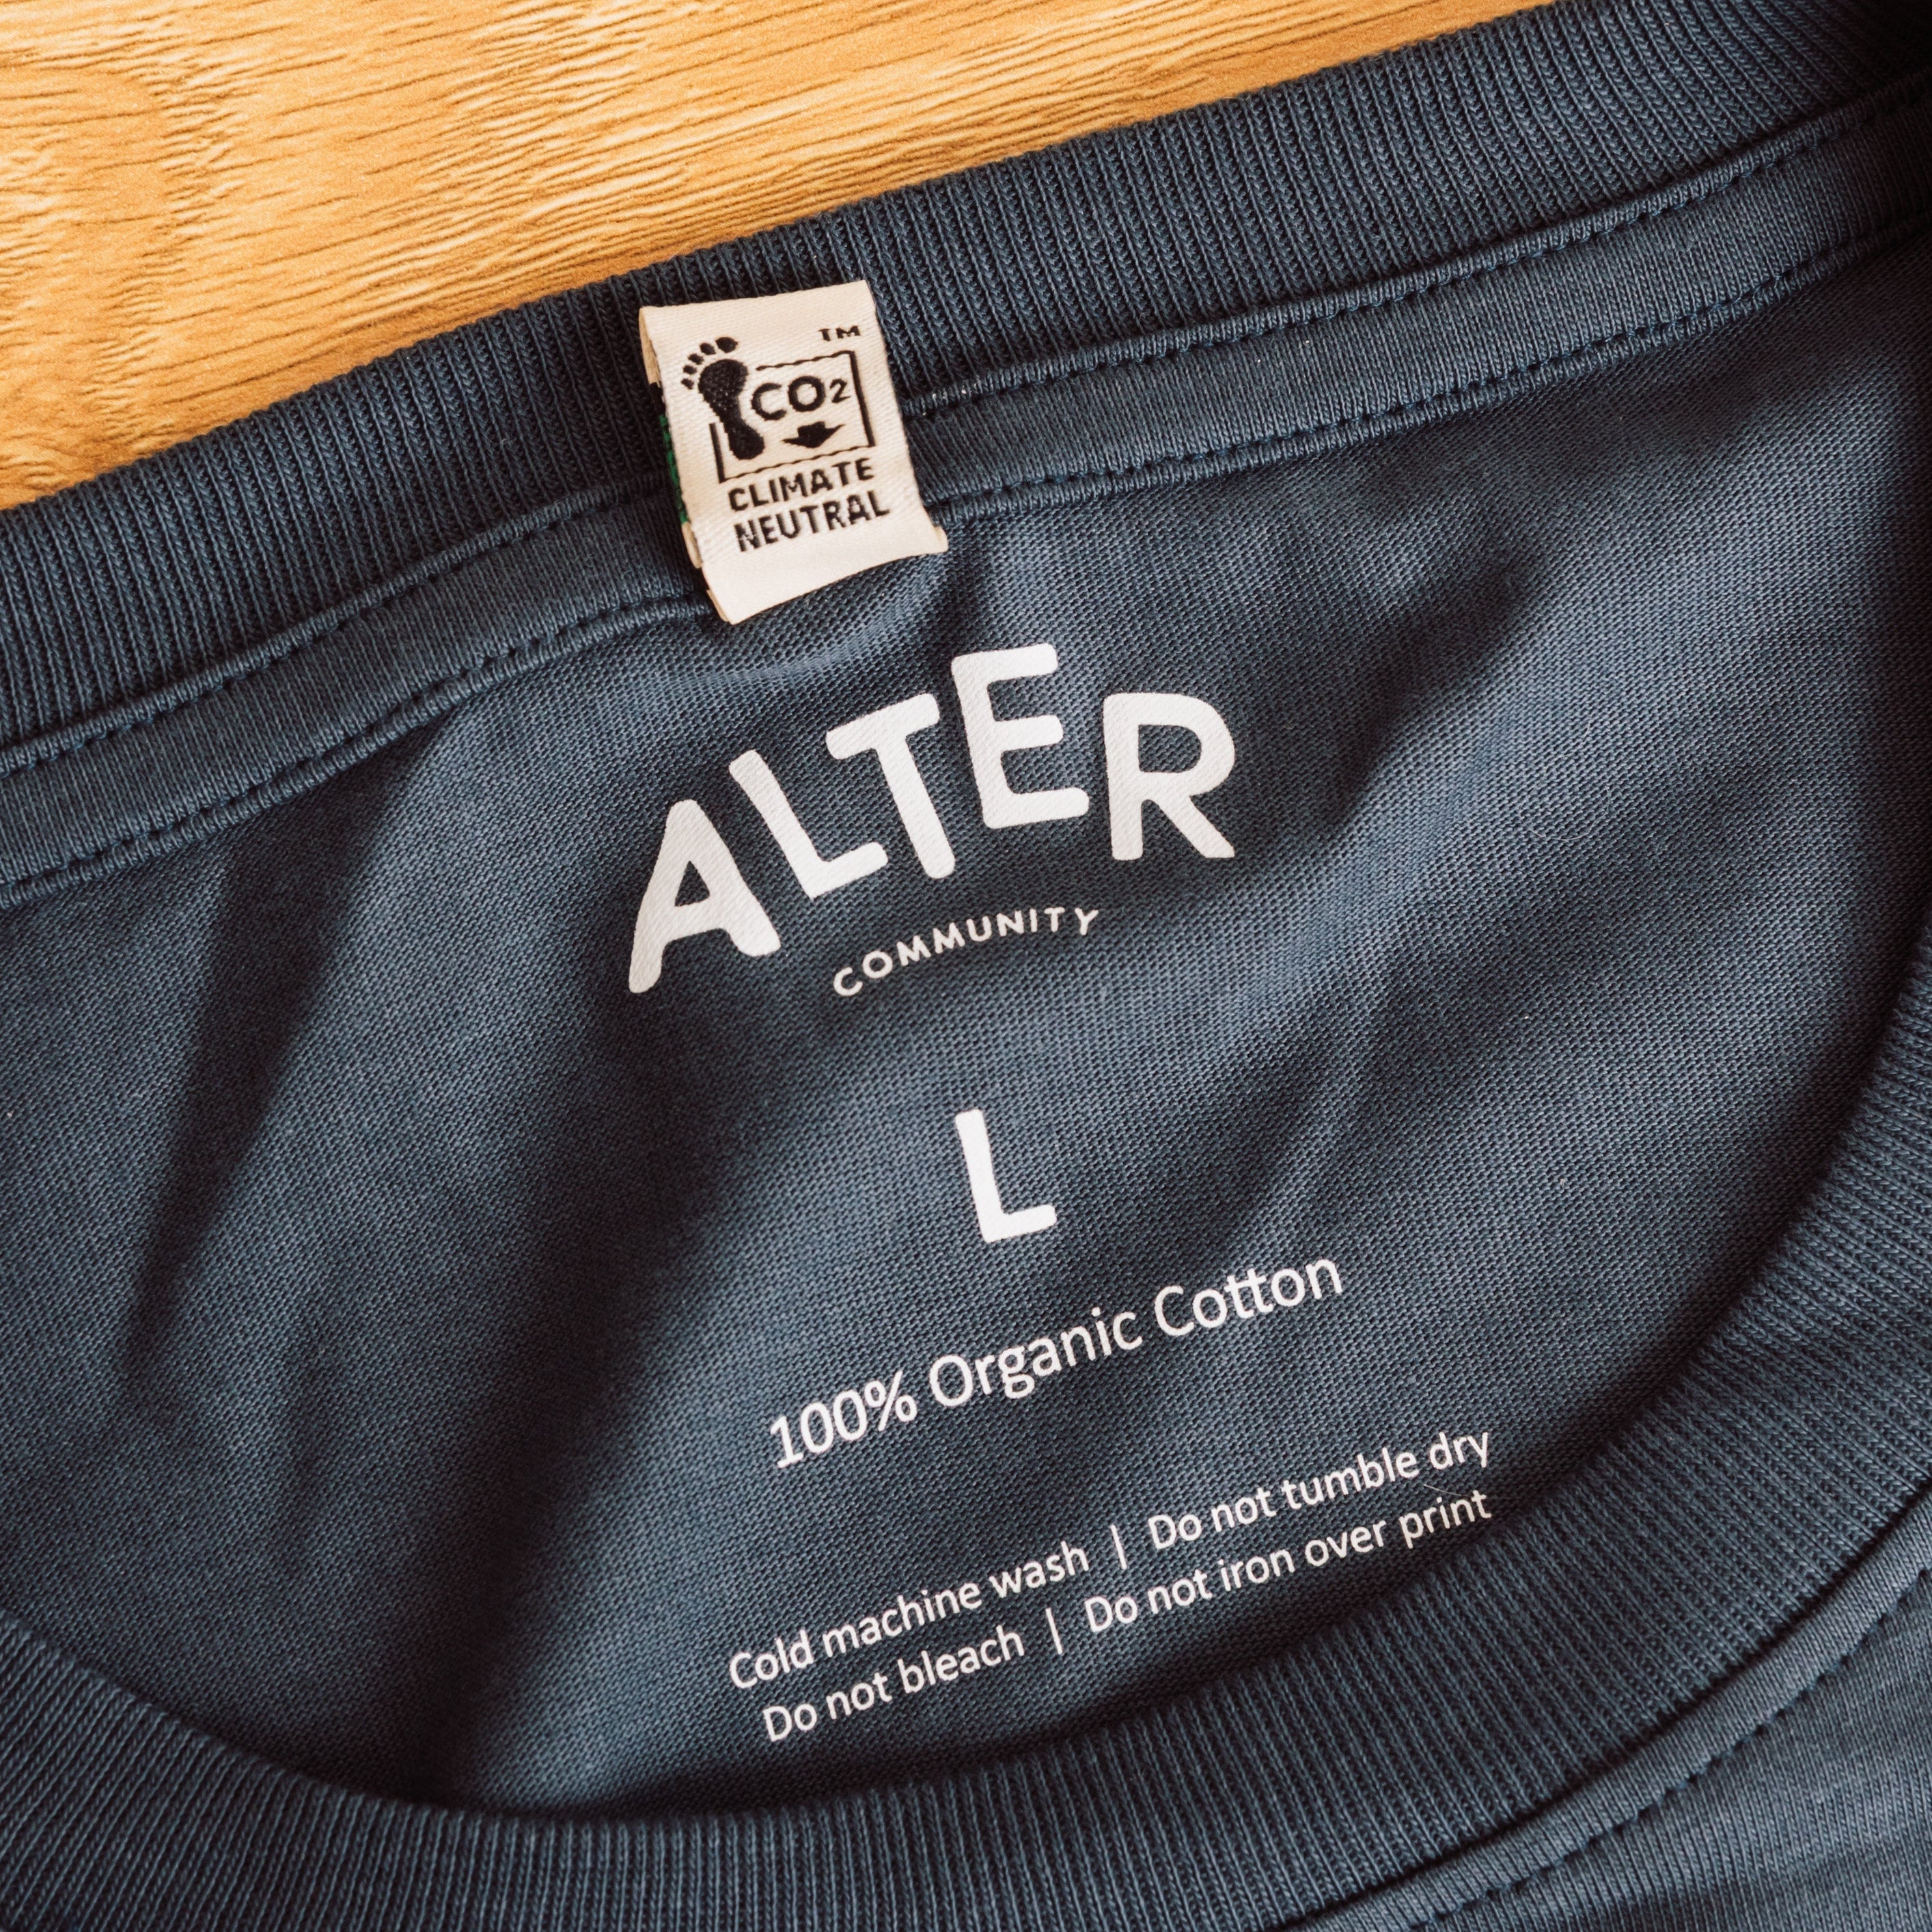 TM
CO2
CLIMATE
NEUTRAL
ALTER
COMMUNITY
L
100% Organic Cotton
Cold machine wash | Do not tumble dry
Do not bleach | Do not iron over print